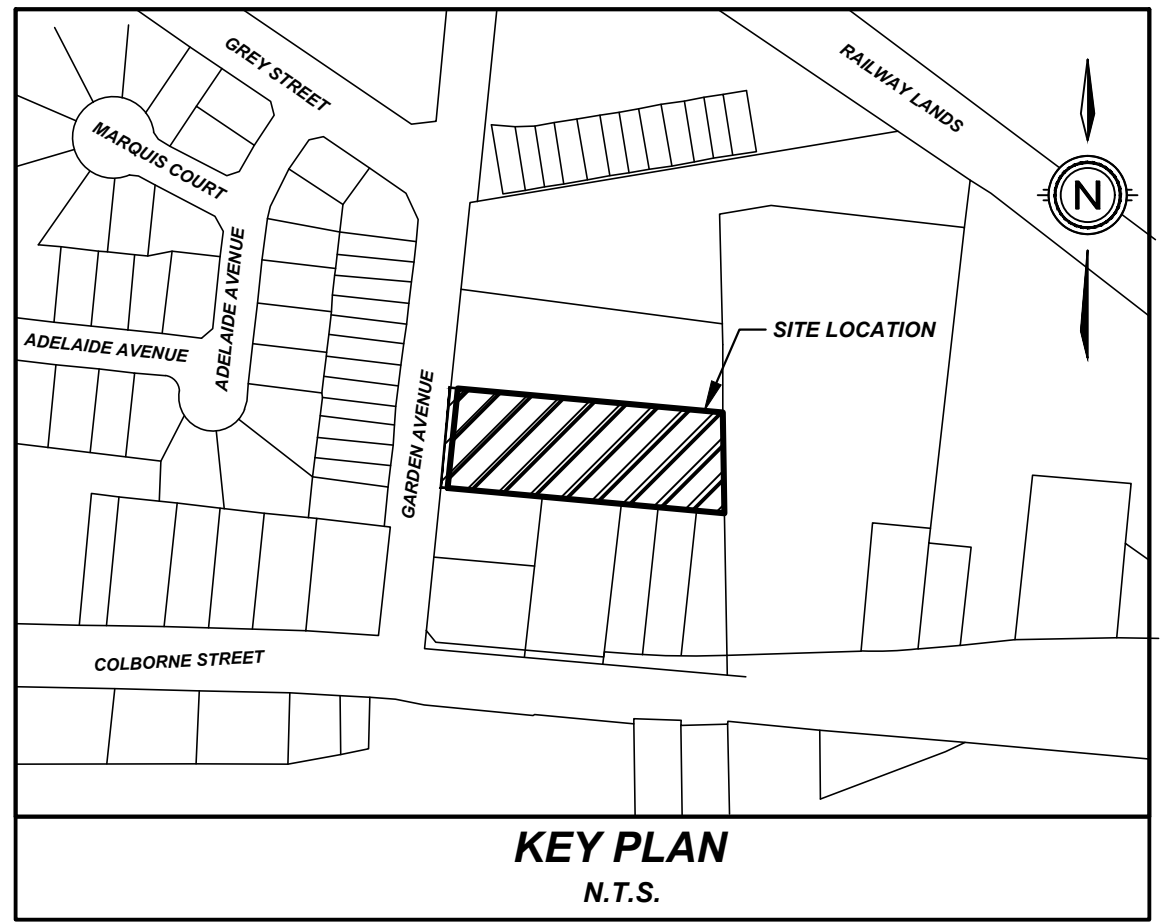 GREY STREET
RAILWAY LANDS
MARQUIS COURT
N
ADELAIDE AVENUE
ADELAIDE AVENUE
SITE LOCATION
GARDEN AVENUE
COLBORNE STREET
KEY PLAN
N.T.S.